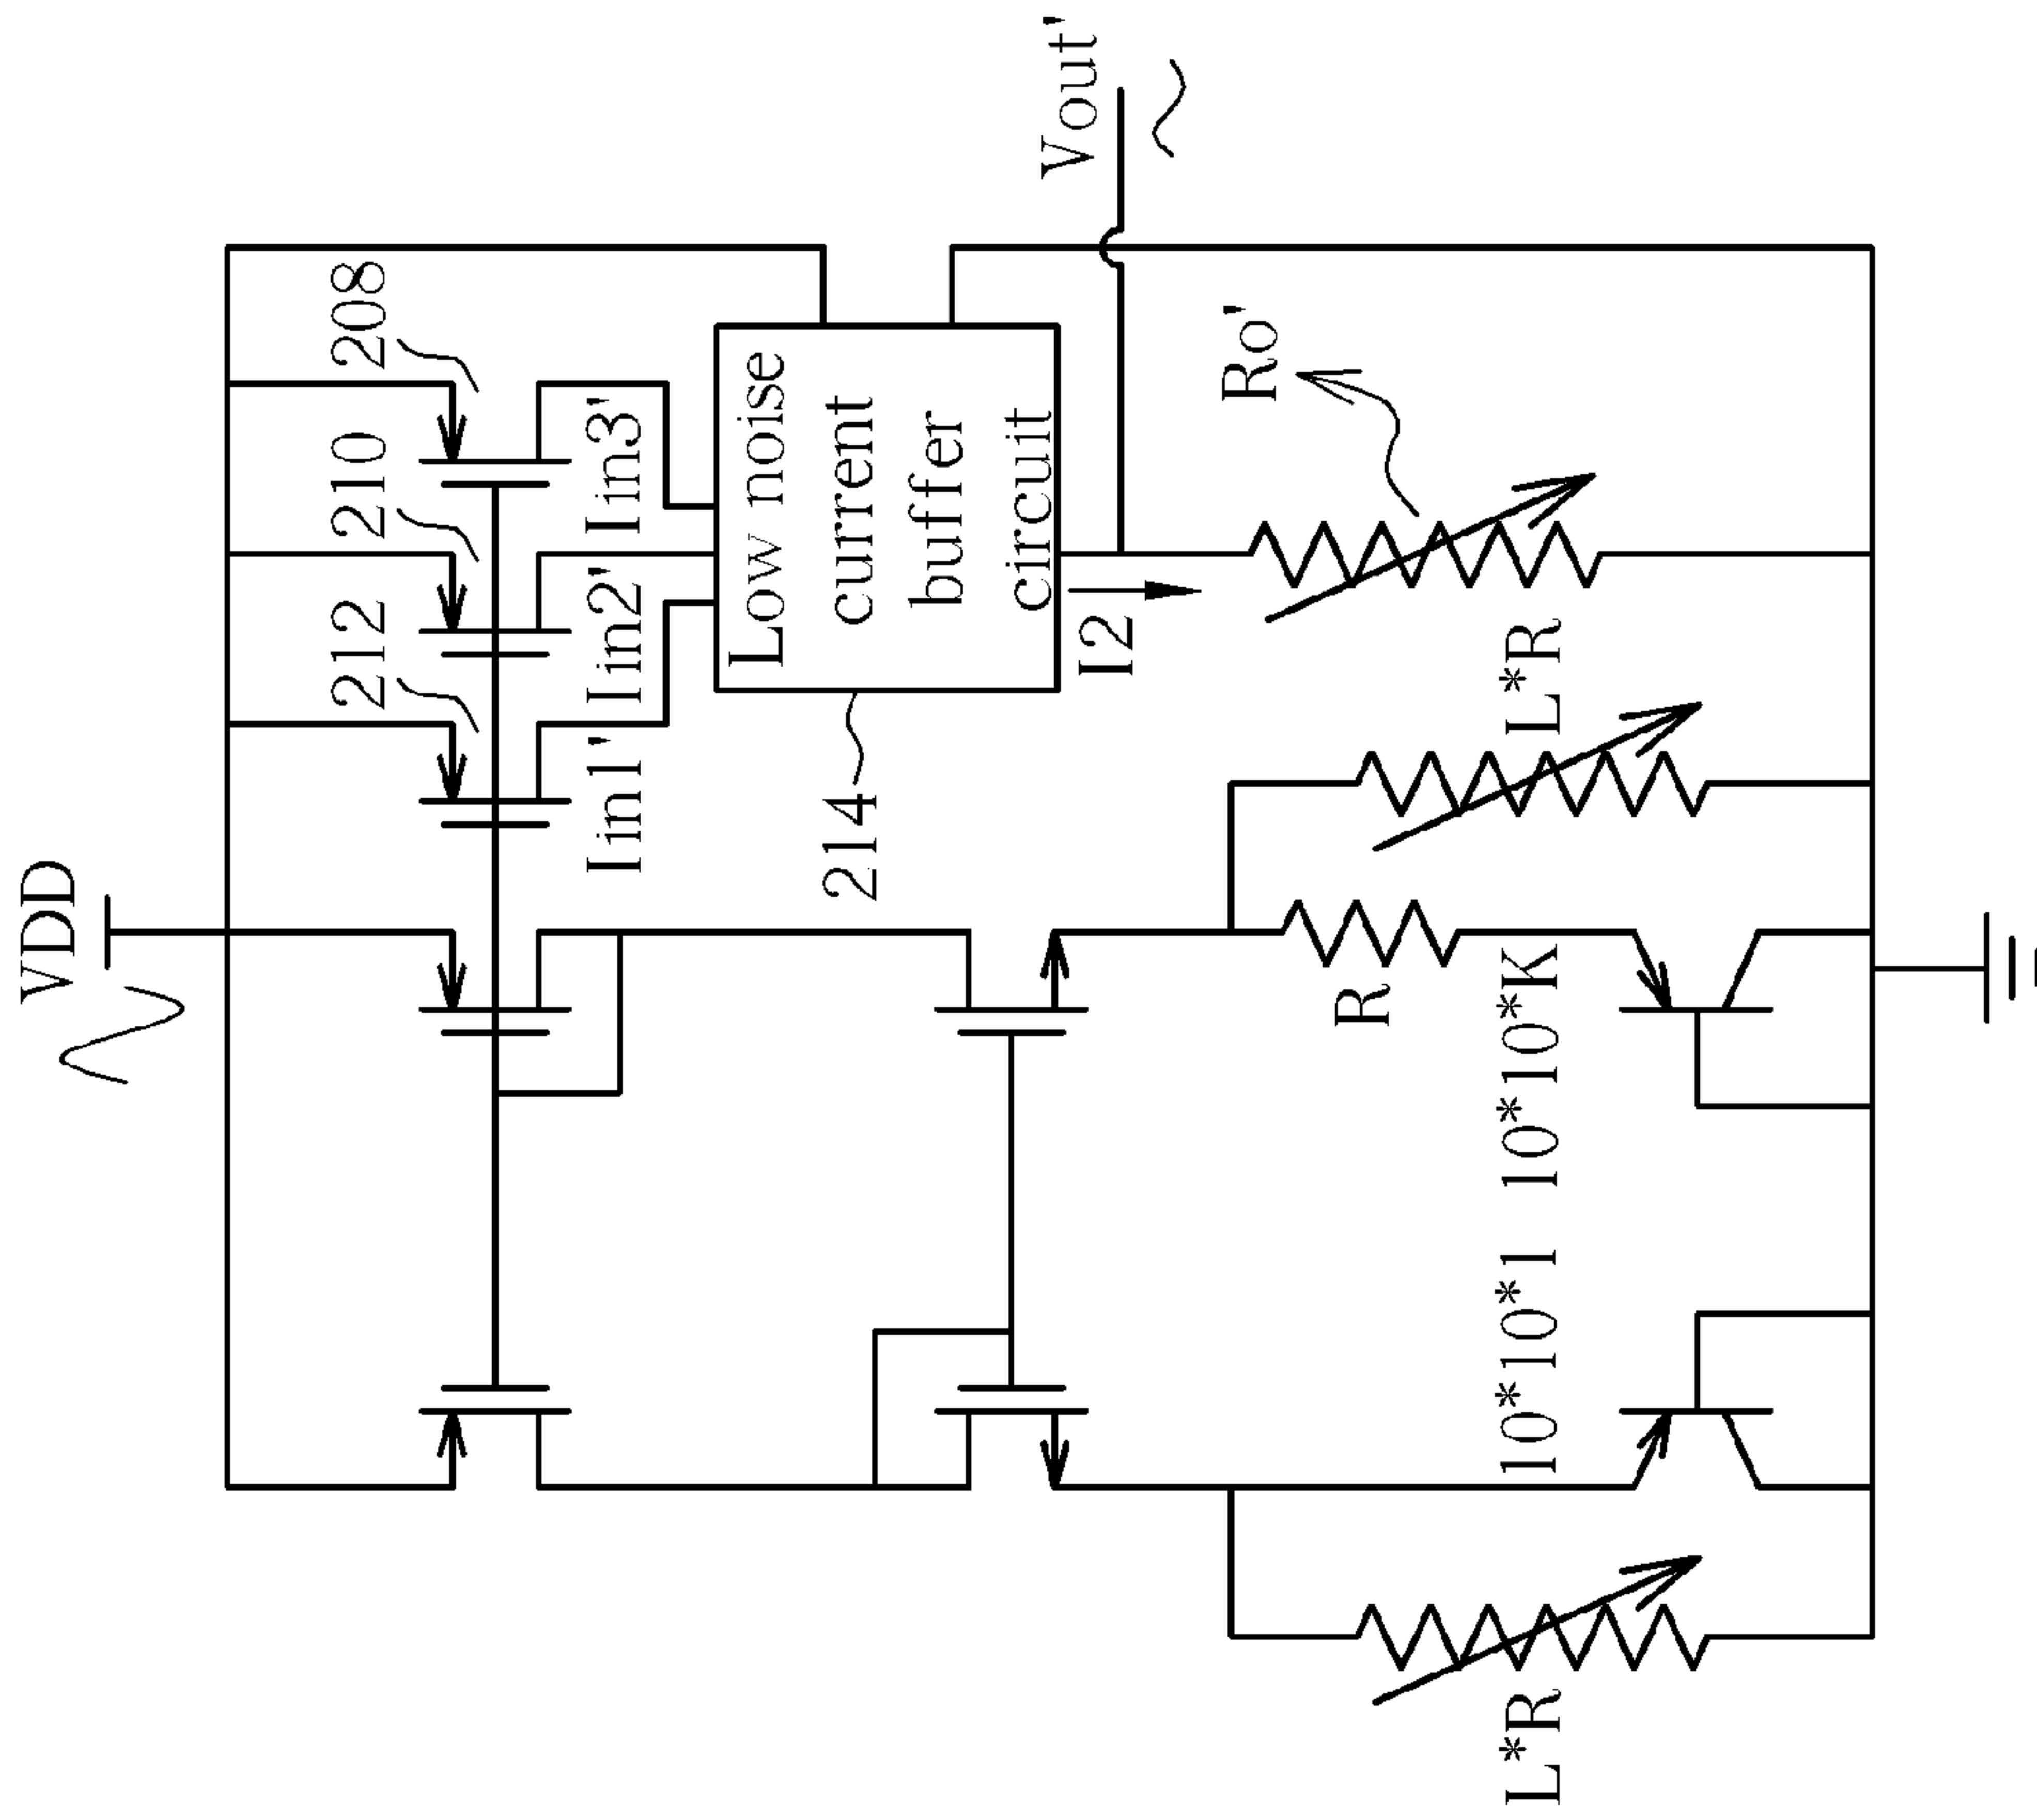 VDD
212
210
208
Iin1'
Iin2'
Iin3'
214
Low noise
current
buffer
circuit
I2
Vout'
Ro'
R
L*R
L*R
10*10*1
10*10*K